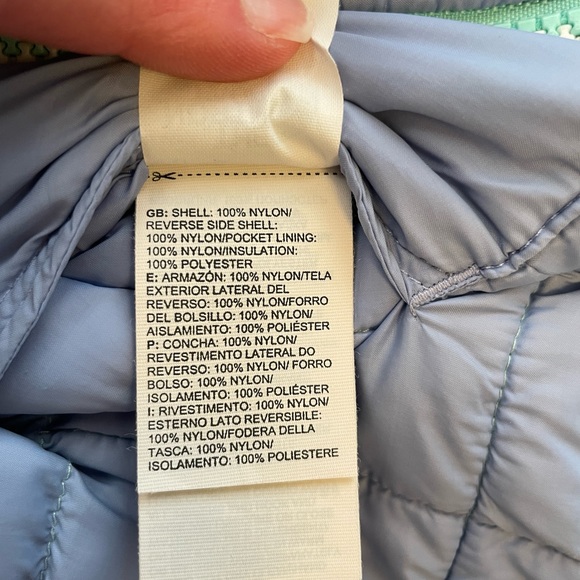 GB: SHELL: 100% NYLON/
REVERSE SIDE SHELL:
100% NYLON/POCKET LINING:
100% NYLON/INSULATION:
100% POLYESTER
E: ARMAZÓN: 100% NYLON/TELA
EXTERIOR LATERAL DEL
REVERSO: 100% NYLON/FORRO
DEL BOLSILLO: 100% NYLON/
AISLAMIENTO: 100% POLIÉSTER
P: CONCHA: 100% NYLON/
REVESTIMENTO LATERAL DO
REVERSO: 100% NYLON/ FORRO
BOLSO: 100% NYLON/
ISOLAMENTO: 100% POLIÉSTER
I: RIVESTIMENTO: 100% NYLON/
ESTERNO LATO REVERSIBILE:
100% NYLON/FODERA DELLA
TASCA: 100% NYLON/
ISOLAMENTO: 100% POLIESTERE